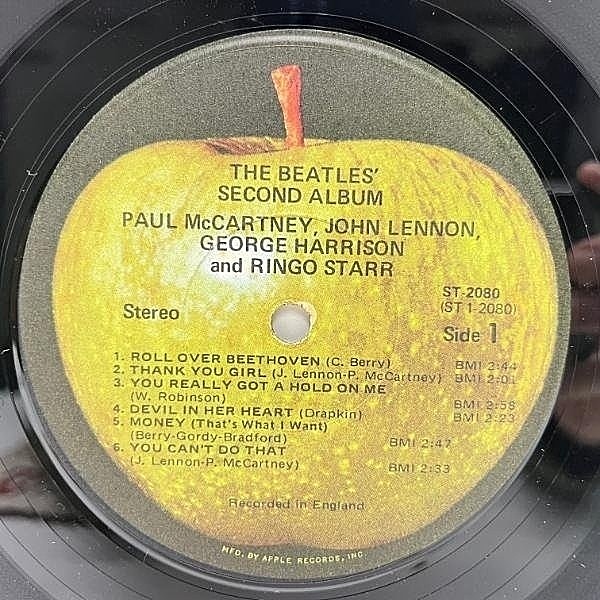 THE BEATLES'
SECOND ALBUM
PAUL McCARTNEY, JOHN LENNON,
GEORGE HARRISON
and RINGO STARR
Stereo
ST-2080
(ST 1-2080)
Side 1
1. ROLL OVER BEETHOVEN (C. Berry) BMI 2:44
2. THANK YOU GIRL (J. Lennon-P. McCartney) BMI 2:01
3. YOU REALLY GOT A HOLD ON ME
(W. Robinson) BMI 2:58
4. DEVIL IN HER HEART (Drapkin) BMI 2:23
5. MONEY (That's What I Want)
(Berry-Gordy-Bradford) BMI 2:47
6. YOU CAN'T DO THAT
(J. Lennon-P. McCartney) BMI 2:33
Recorded in England
MFD. BY APPLE RECORDS, INC.